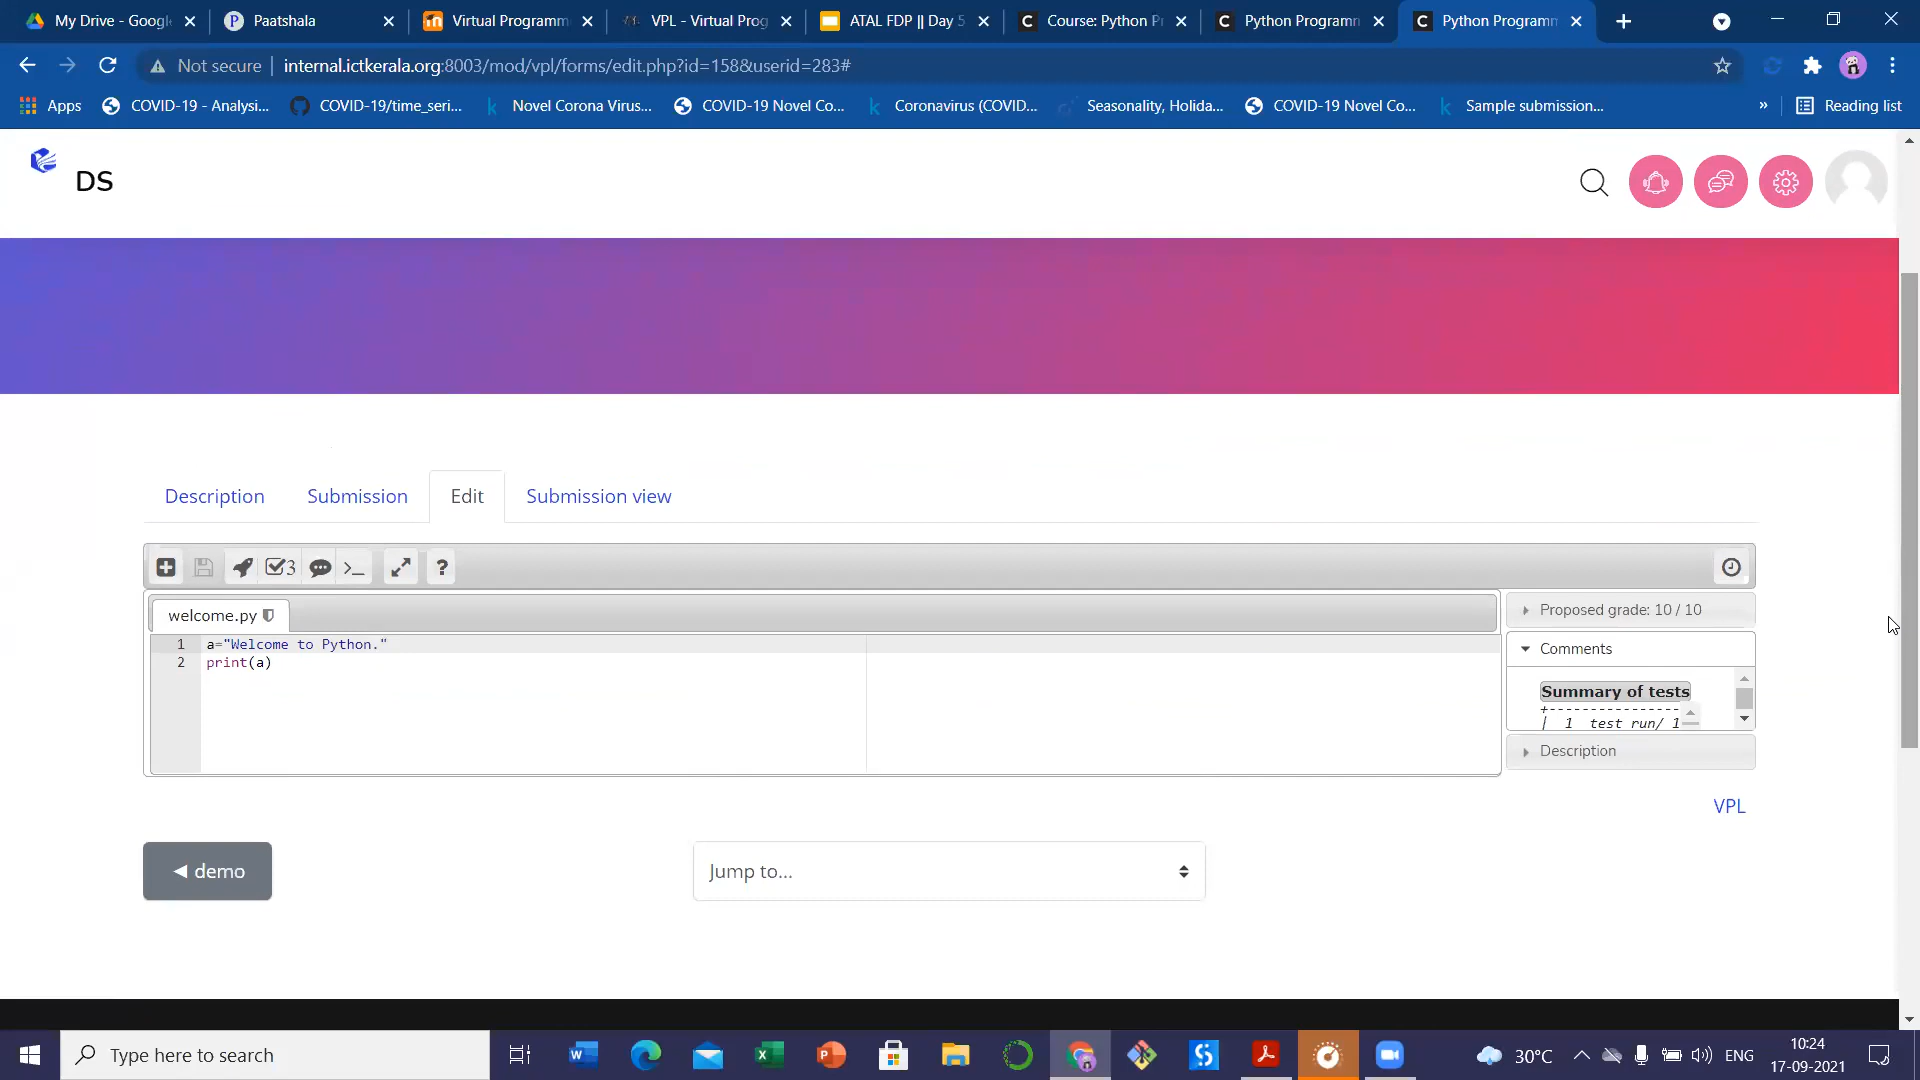 My Drive - Googl
Paatshala
Virtual Programm
VPL - Virtual Prog
ATAL FDP || Day 5
Course: Python Pr
Python Programm
Python Programm
Not secure
internal.ictkerala.org:8003/mod/vpl/forms/edit.php?id=158&userid=283#
Apps
COVID-19 - Analysi...
COVID-19/time_seri...
Novel Corona Virus...
COVID-19 Novel Co...
Coronavirus (COVID...
Seasonality, Holida...
COVID-19 Novel Co...
Sample submission...
»
Reading list
DS
Description
Submission
Edit
Submission view
3
welcome.py
1 a="Welcome to Python."
2 print(a)
Proposed grade: 10 / 10
Comments
Summary of tests
+-----------------
| 1 test run/ 1
Description
VPL
◄ demo
Jump to...
Type here to search
30°C
ENG
10:24
17-09-2021